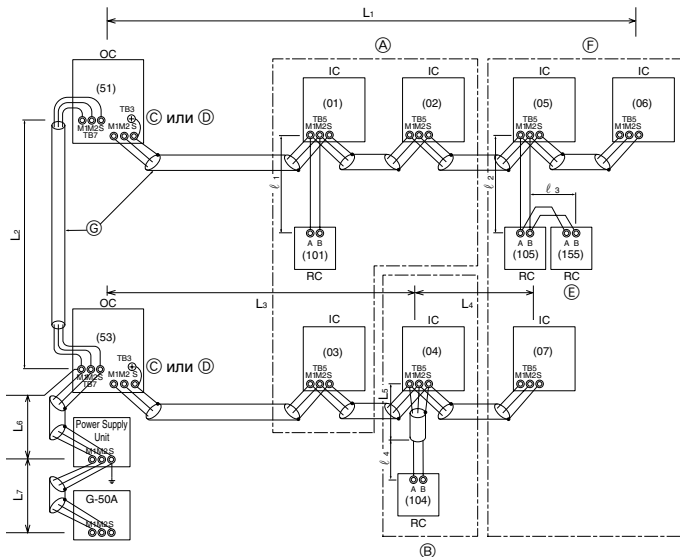 L1
Ⓐ Ⓕ
OC IC IC IC IC
(51) (01) (02) (05) (06)
TB3 Ⓒ или Ⓓ
M1M2S TB7 M1M2 S
TB5 M1M2S
TB5 M1M2S
TB5 M1M2S
TB5 M1M2S
L2
ℓ1
ℓ2
ℓ3
Ⓖ
A B
(101)
RC
A B
(105)
RC
A B
(155)
RC
Ⓔ
L3 L4
OC IC IC IC
(53) (03) (04) (07)
TB3 Ⓒ или Ⓓ
M1M2S TB7 M1M2 S
TB5 M1M2S
TB5 M1M2S
TB5 M1M2S
L5
ℓ4
L6
Power Supply
Unit
M1M2S
A B
(104)
RC
L7
G-50A
M1M2S
Ⓑ